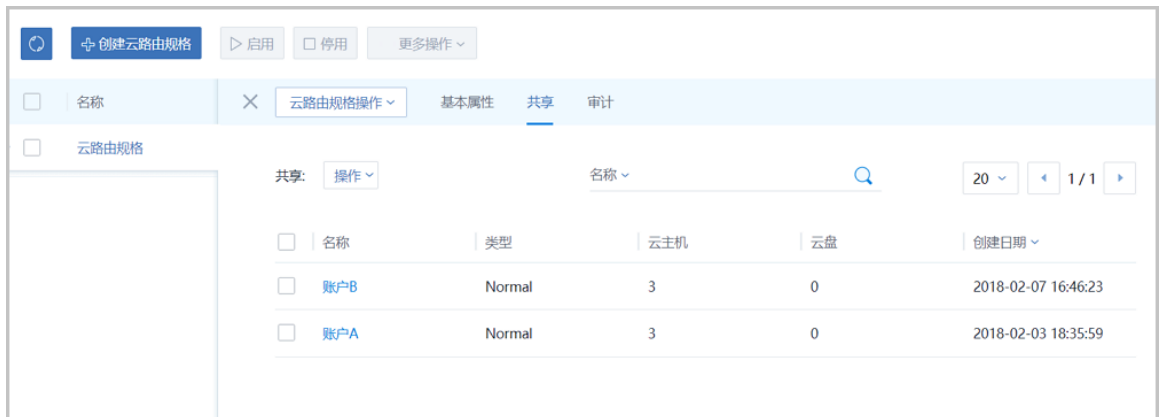 创建云路由规格 启用 停用 更多操作
名称 云路由规格操作 基本属性 共享 审计
云路由规格
共享: 操作 名称 20 1 / 1
名称 类型 云主机 云盘 创建日期
账户B Normal 3 0 2018-02-07 16:46:23
账户A Normal 3 0 2018-02-03 18:35:59